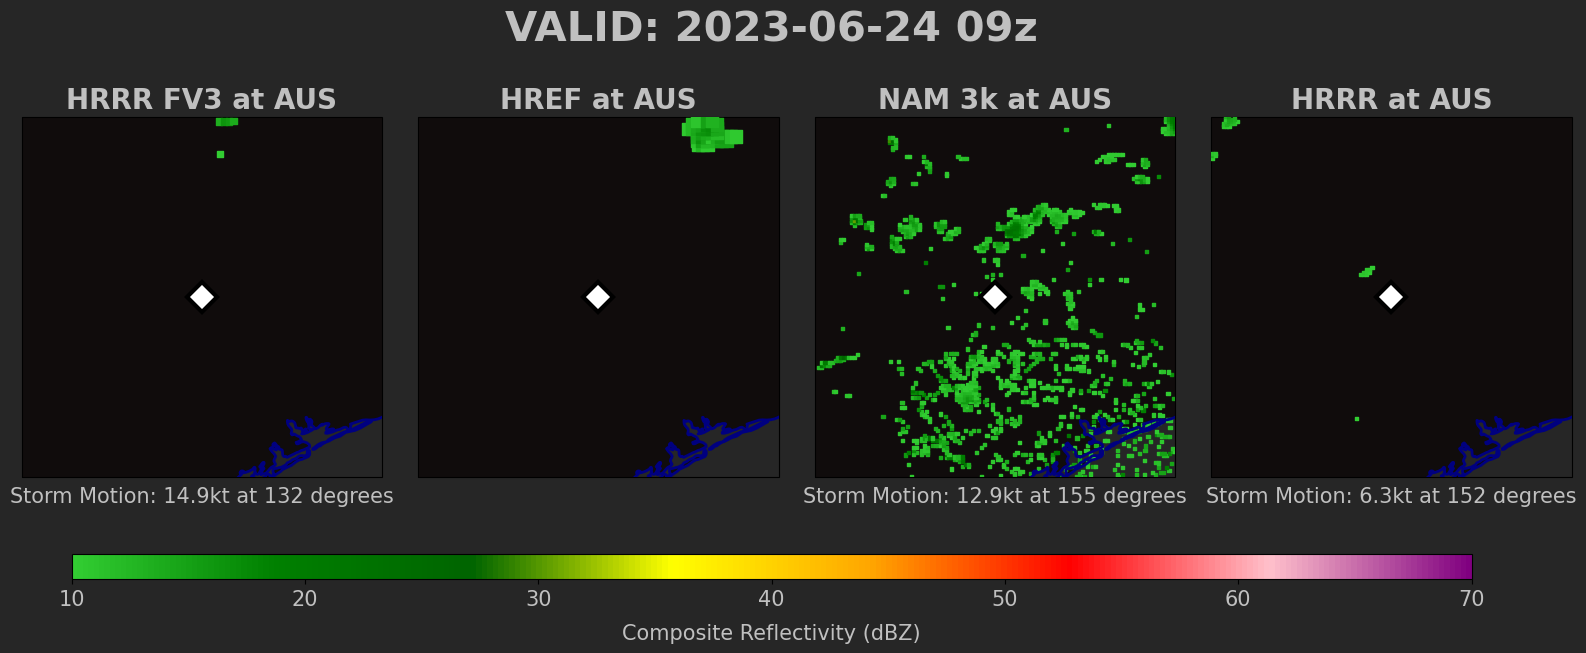 VALID: 2023-06-24 09z
HRRR FV3 at AUS
HREF at AUS
NAM 3k at AUS
HRRR at AUS
Storm Motion: 14.9kt at 132 degrees
Storm Motion: 12.9kt at 155 degrees
Storm Motion: 6.3kt at 152 degrees
10 20 30 40 50 60 70
Composite Reflectivity (dBZ)